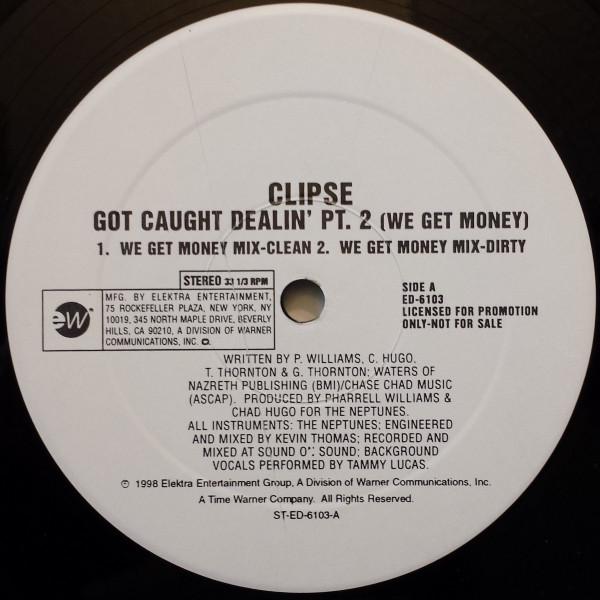 CLIPSE
GOT CAUGHT DEALIN' PT. 2 (WE GET MONEY)
1. WE GET MONEY MIX-CLEAN 2. WE GET MONEY MIX-DIRTY
STEREO 33 1/3 RPM
ew
MFG. BY ELEKTRA ENTERTAINMENT,
75 ROCKEFELLER PLAZA, NEW YORK, NY
10019, 345 NORTH MAPLE DRIVE, BEVERLY
HILLS, CA 90210, A DIVISION OF WARNER
COMMUNICATIONS, INC.
SIDE A
ED-6103
LICENSED FOR PROMOTION
ONLY-NOT FOR SALE
WRITTEN BY P. WILLIAMS, C. HUGO.
T. THORNTON & G. THORNTON; WATERS OF
NAZRETH PUBLISHING (BMI)/CHASE CHAD MUSIC
(ASCAP). PRODUCED BY PHARRELL WILLIAMS &
CHAD HUGO FOR THE NEPTUNES.
ALL INSTRUMENTS: THE NEPTUNES; ENGINEERED
AND MIXED BY KEVIN THOMAS; RECORDED AND
MIXED AT SOUND O': SOUND; BACKGROUND
VOCALS PERFORMED BY TAMMY LUCAS.
℗ 1998 Elektra Entertainment Group, A Division of Warner Communications, Inc.
A Time Warner Company. All Rights Reserved.
ST-ED-6103-A